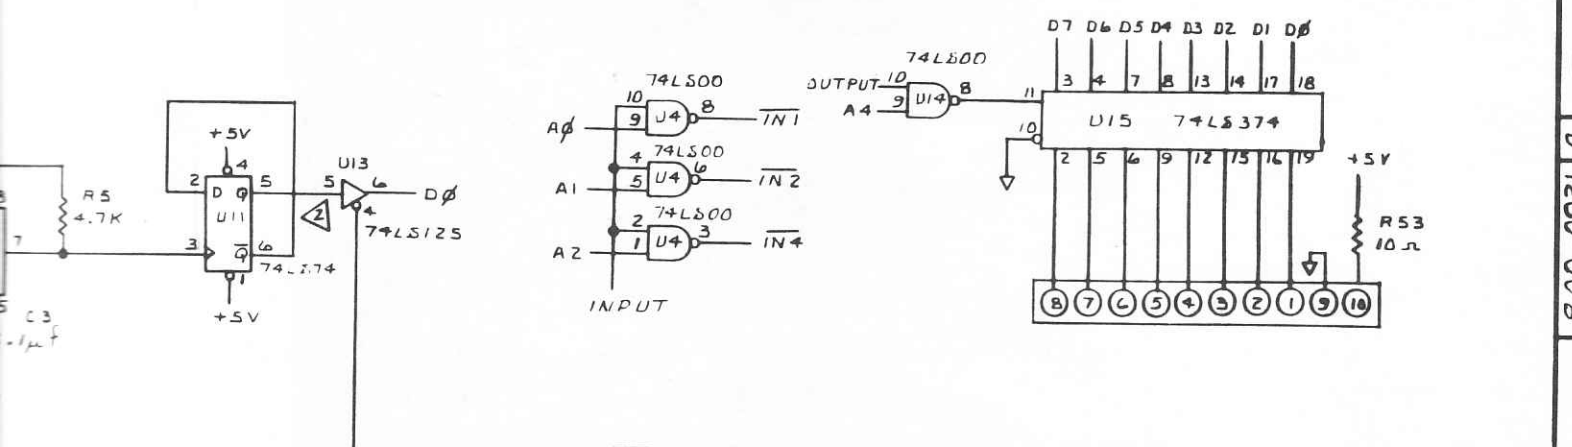 D7 D6 D5 D4 D3 D2 D1 DØ
3 4 7 8 13 14 17 18
11 U15 74LS374
10
2 5 6 9 12 15 16 19
+5V
R53
10 Ω
8 7 6 5 4 3 2 1 9 10
74LS00
OUTPUT 10
A4 9 U14 8
74LS00
10
AØ 9 U4 8 IN1
74LS00
4
A1 5 U4 6 IN2
74LS00
2
A2 1 U4 3 IN4
INPUT
+5V
4
2 D Q 5
U11
3 Q 6
74LS74
1
+5V
U13
5 6 DØ
2
4
74LS125
R5
4.7K
7
C3
.1µf